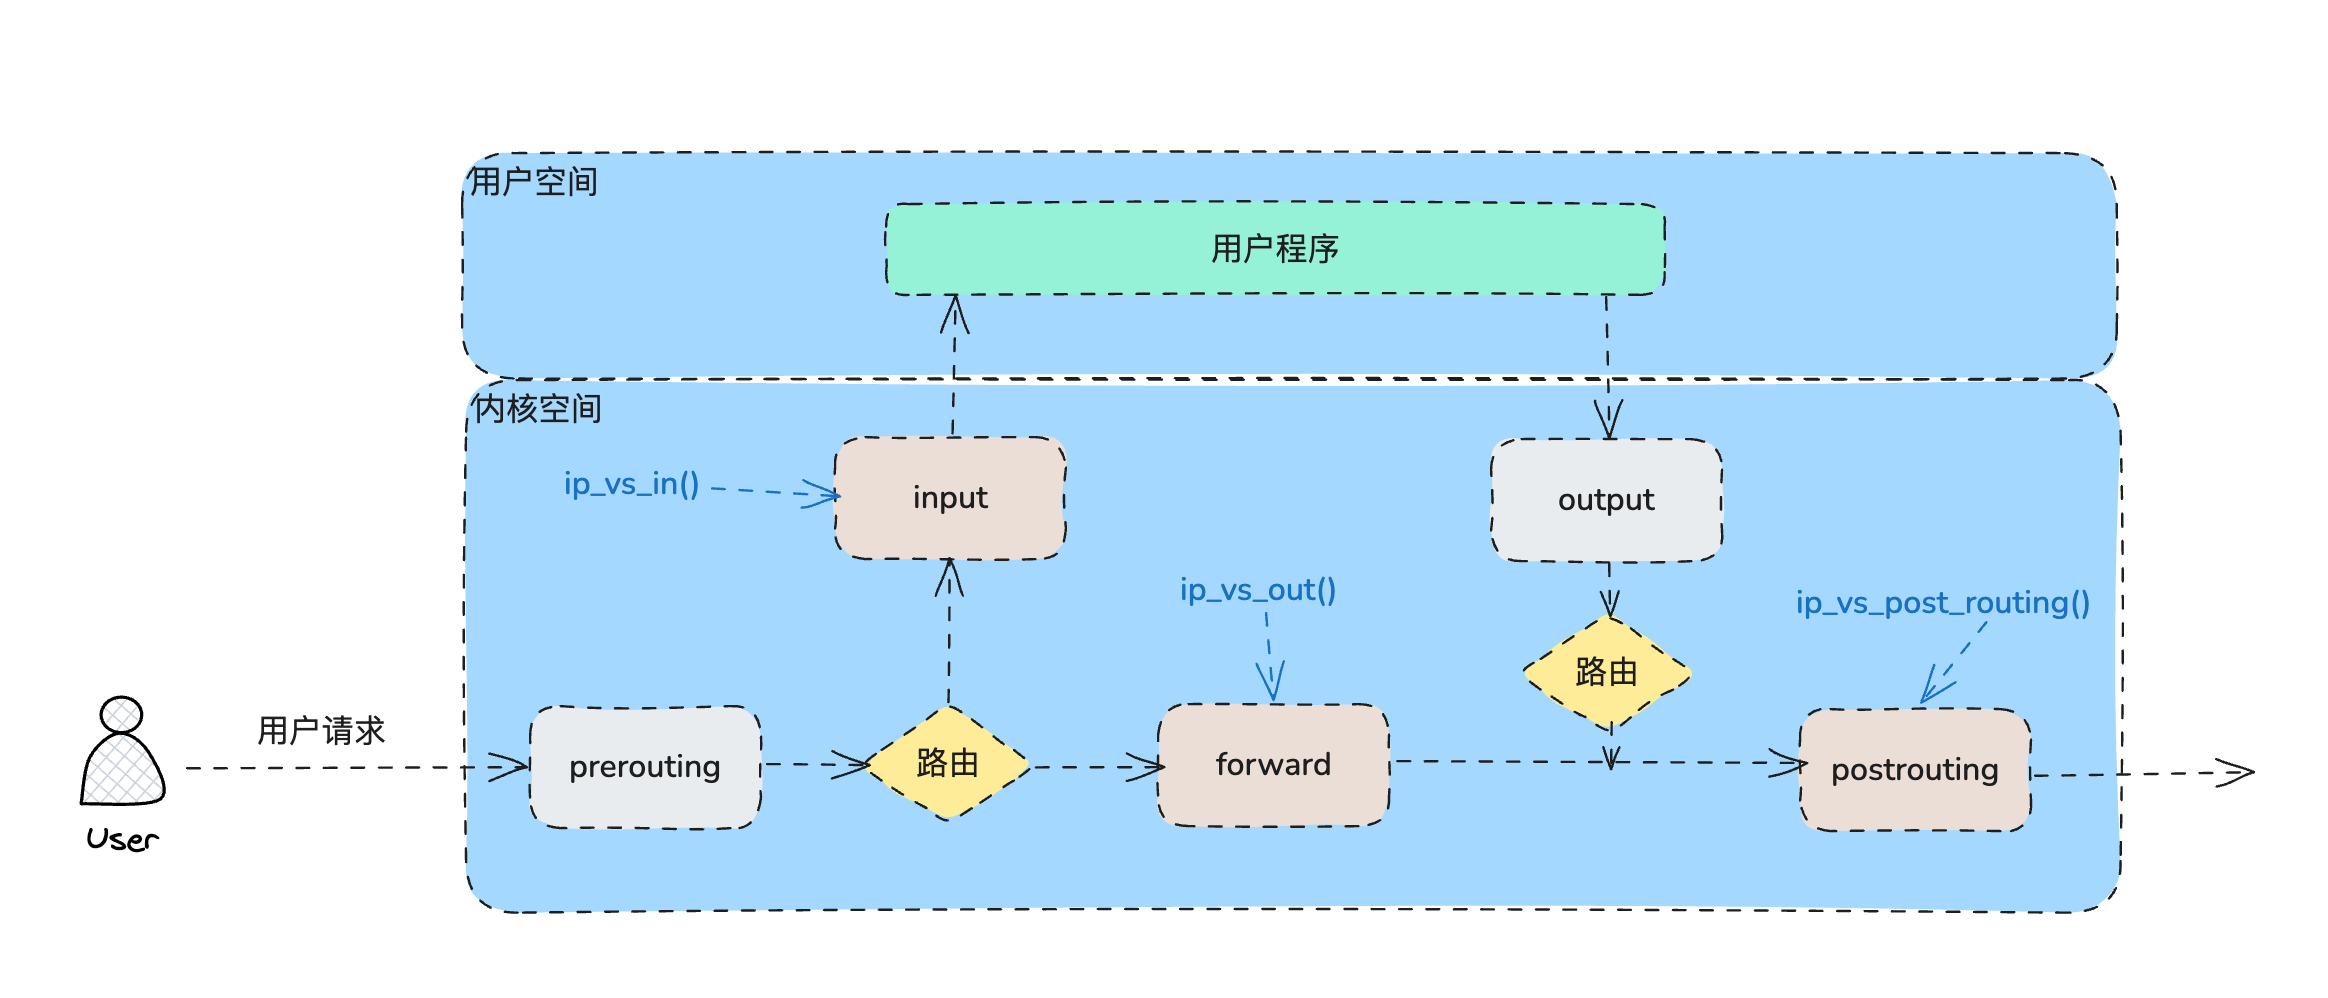 用户空间
用户程序
内核空间
ip_vs_in()
input
output
ip_vs_out()
ip_vs_post_routing()
路由
用户请求
prerouting
路由
forward
postrouting
User